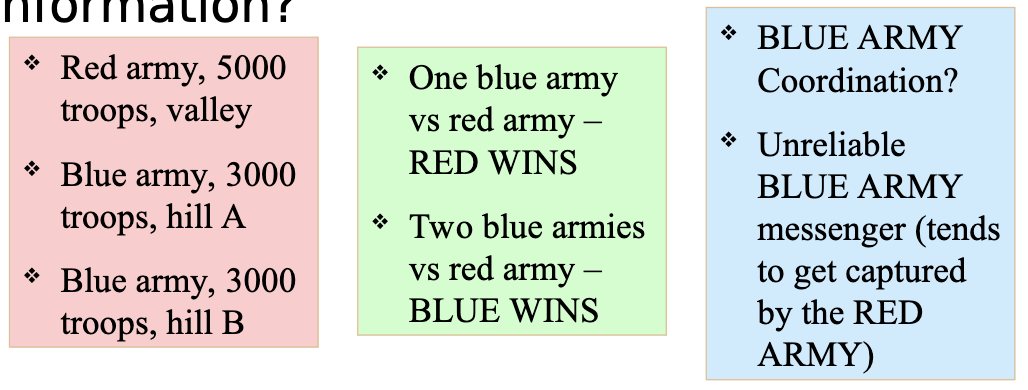 nformation?
❖ Red army, 5000
troops, valley
❖ Blue army, 3000
troops, hill A
❖ Blue army, 3000
troops, hill B
❖ One blue army
vs red army –
RED WINS
❖ Two blue armies
vs red army –
BLUE WINS
❖ BLUE ARMY
Coordination?
❖ Unreliable
BLUE ARMY
messenger (tends
to get captured
by the RED
ARMY)